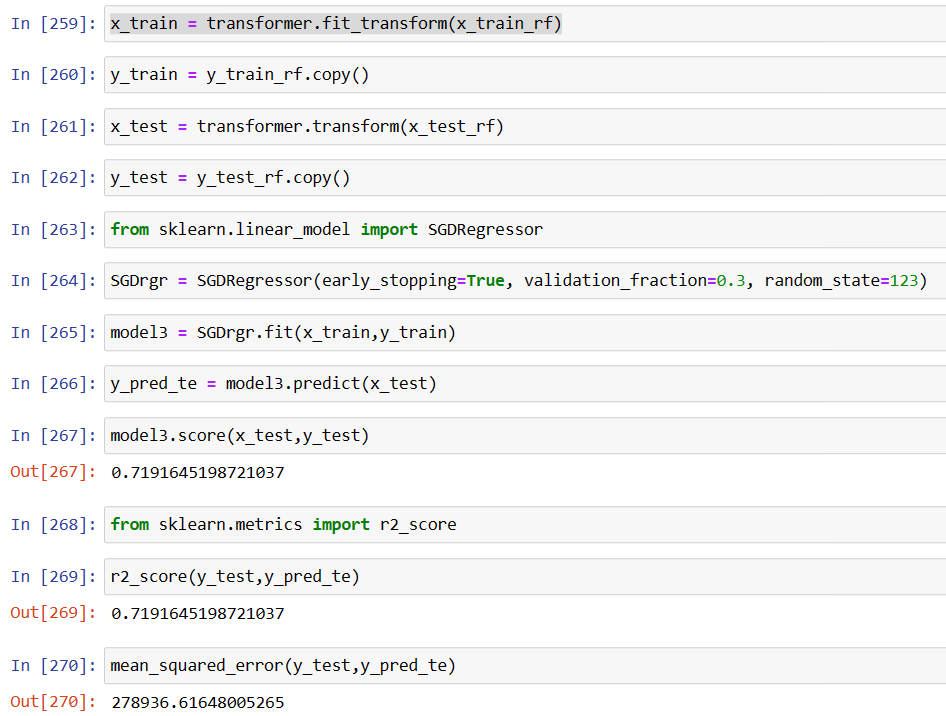 In [259]: x_train = transformer.fit_transform(x_train_rf)
In [260]: y_train = y_train_rf.copy()
In [261]: x_test = transformer.transform(x_test_rf)
In [262]: y_test = y_test_rf.copy()
In [263]: from sklearn.linear_model import SGDRegressor
In [264]: SGDrgr = SGDRegressor(early_stopping=True, validation_fraction=0.3, random_state=123)
In [265]: model3 = SGDrgr.fit(x_train,y_train)
In [266]: y_pred_te = model3.predict(x_test)
In [267]: model3.score(x_test,y_test)
Out[267]: 0.7191645198721037
In [268]: from sklearn.metrics import r2_score
In [269]: r2_score(y_test,y_pred_te)
Out[269]: 0.7191645198721037
In [270]: mean_squared_error(y_test,y_pred_te)
Out[270]: 278936.61648005265